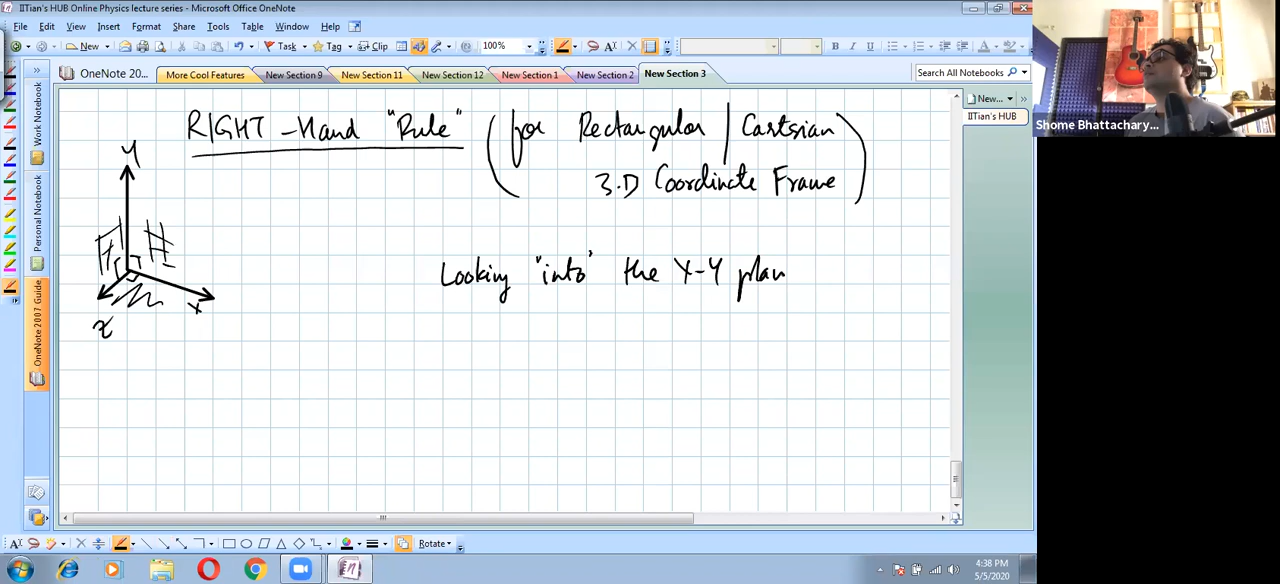 IITian's HUB Online Physics lecture series - Microsoft Office OneNote
File Edit View Insert Format Share Tools Table Window Help
New Task Tag Clip 100% B I U
OneNote 20... More Cool Features New Section 9 New Section 11 New Section 12 New Section 1 New Section 2 New Section 3 Search All Notebooks
New...
IITian's HUB
Work Notebook
Personal Notebook
OneNote 2007 Guide
Shome Bhattachary...
RIGHT-Hand "Rule" (for Rectangular | Cartsian
3.D Coordinate Frame)
Y
X
Z
Looking "into" the X-Y plan
Rotate
4:38 PM
5/5/2020